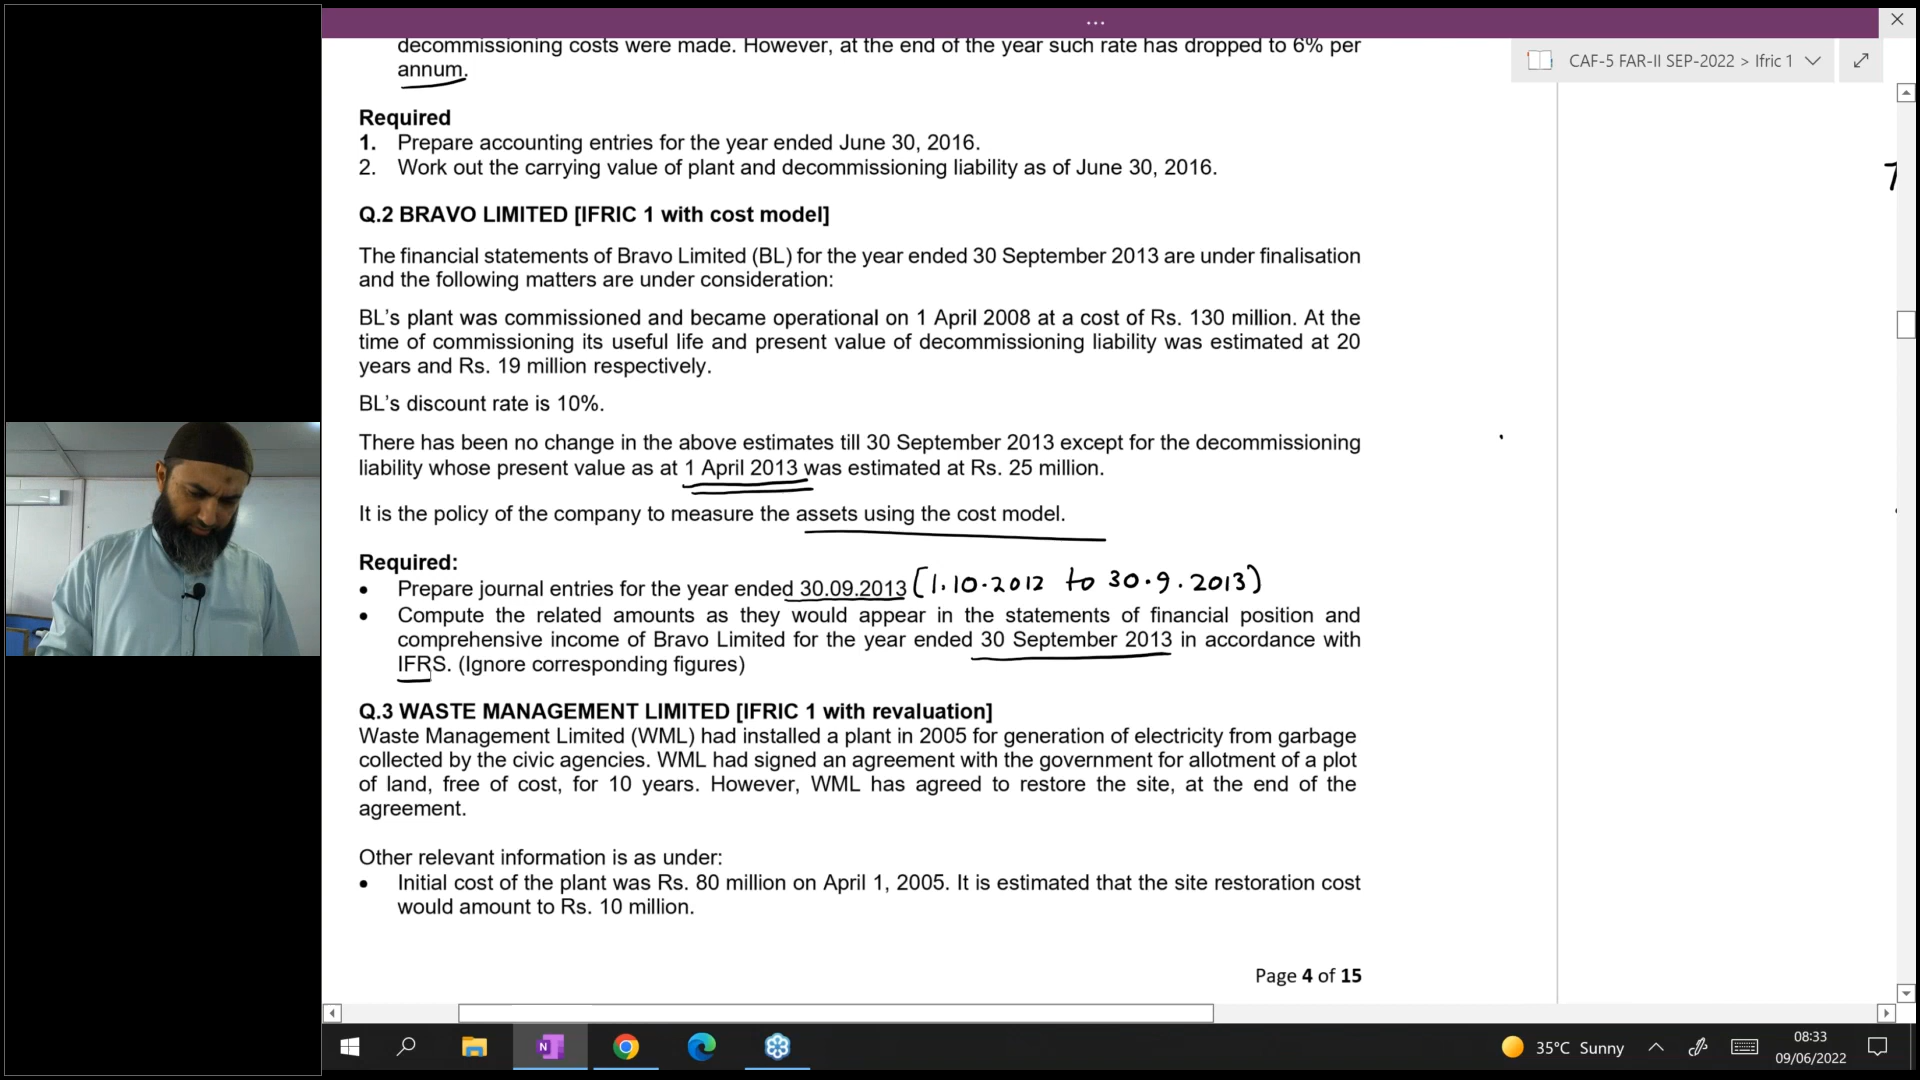 ...
CAF-5 FAR-II SEP-2022 > Ifric 1
decommissioning costs were made. However, at the end of the year such rate has dropped to 6% per
annum.
Required
1. Prepare accounting entries for the year ended June 30, 2016.
2. Work out the carrying value of plant and decommissioning liability as of June 30, 2016.
Q.2 BRAVO LIMITED [IFRIC 1 with cost model]
The financial statements of Bravo Limited (BL) for the year ended 30 September 2013 are under finalisation
and the following matters are under consideration:
BL’s plant was commissioned and became operational on 1 April 2008 at a cost of Rs. 130 million. At the
time of commissioning its useful life and present value of decommissioning liability was estimated at 20
years and Rs. 19 million respectively.
BL’s discount rate is 10%.
There has been no change in the above estimates till 30 September 2013 except for the decommissioning
liability whose present value as at 1 April 2013 was estimated at Rs. 25 million.
It is the policy of the company to measure the assets using the cost model.
Required:
• Prepare journal entries for the year ended 30.09.2013 (1.10.2012 to 30.9.2013)
• Compute the related amounts as they would appear in the statements of financial position and
comprehensive income of Bravo Limited for the year ended 30 September 2013 in accordance with
IFRS. (Ignore corresponding figures)
Q.3 WASTE MANAGEMENT LIMITED [IFRIC 1 with revaluation]
Waste Management Limited (WML) had installed a plant in 2005 for generation of electricity from garbage
collected by the civic agencies. WML had signed an agreement with the government for allotment of a plot
of land, free of cost, for 10 years. However, WML has agreed to restore the site, at the end of the
agreement.
Other relevant information is as under:
• Initial cost of the plant was Rs. 80 million on April 1, 2005. It is estimated that the site restoration cost
would amount to Rs. 10 million.
Page 4 of 15
N
35°C Sunny
08:33
09/06/2022